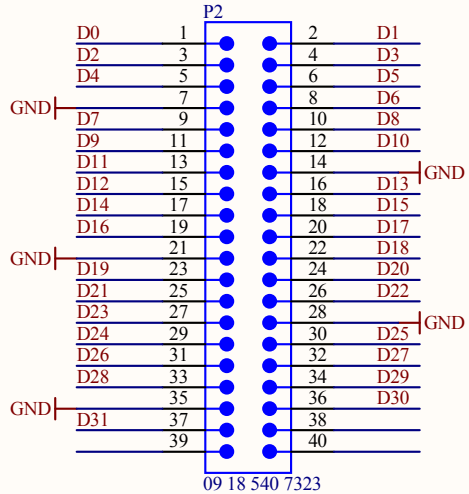 P2
D0 1 2 D1
D2 3 4 D3
D4 5 6 D5
GND 7 8 D6
D7 9 10 D8
D9 11 12 D10
D11 13 14 GND
D12 15 16 D13
D14 17 18 D15
D16 19 20 D17
GND 21 22 D18
D19 23 24 D20
D21 25 26 D22
D23 27 28 GND
D24 29 30 D25
D26 31 32 D27
D28 33 34 D29
GND 35 36 D30
D31 37 38
39 40
09 18 540 7323